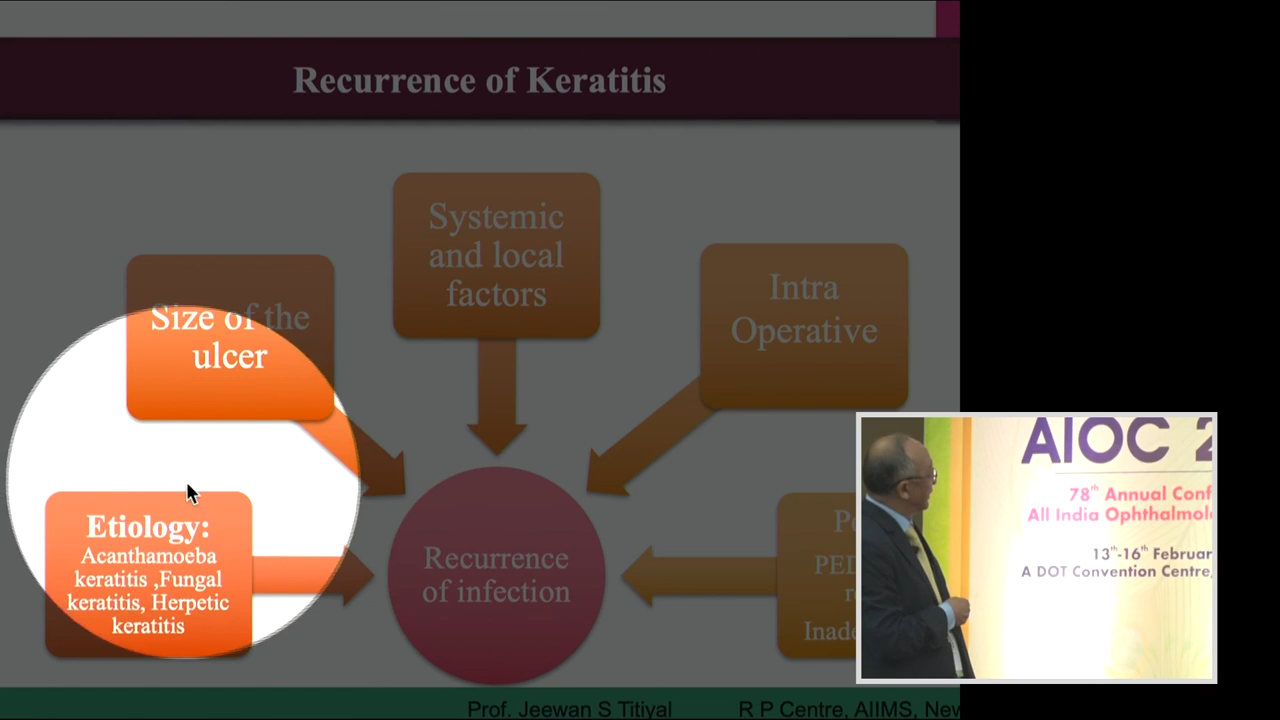 Recurrence of Keratitis
Systemic
and local
factors
Size of the
ulcer
Intra
Operative
Etiology:
Acanthamoeba
keratitis ,Fungal
keratitis, Herpetic
keratitis
Recurrence
of infection
PED
Prof. Jeewan S Titiyal
R P Centre, AIIMS, New
AIOC 2
78th Annual Conf
All India Ophthalmolo
13th-16th Februar
A DOT Convention Centre,